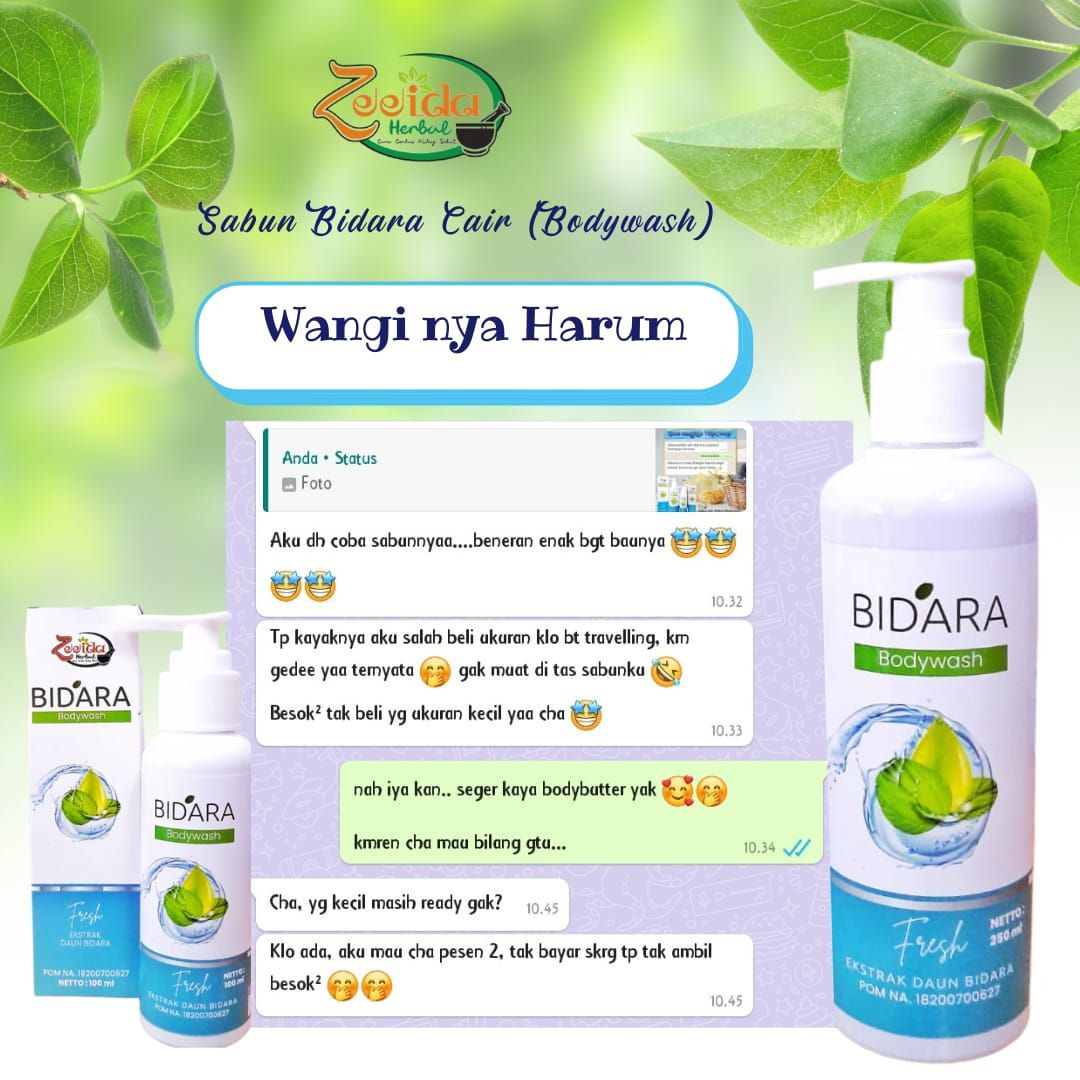 Zeeida
Herbal
Cara Cerdas Hidup Sehat
Sabun Bidara Cair (Bodywash)
Wangi nya Harum
Anda • Status
Foto
Aku dh coba sabunnyaa....beneran enak bgt baunya 🤩🤩
🤩🤩
10.32
Tp kayaknya aku salah beli ukuran klo bt travelling, km
gedee yaa ternyata 🤭 gak muat di tas sabunku 🤣
Besok² tak beli yg ukuran kecil yaa cha 🤩
10.33
nah iya kan.. seger kaya bodybutter yak 🥰🤭
kmren cha mau bilang gtu...
10.34
Cha, yg kecil masih ready gak?
10.45
Klo ada, aku mau cha pesen 2, tak bayar skrg tp tak ambil
besok² 🤭🤭
10.45
Zeeida
Herbal
BIDARA
Bodywash
Fresh
EKSTRAK
DAUN BIDARA
POM NA. 18200700627
NETTO : 100 ml
BIDARA
Bodywash
Fresh
NETTO :
100 ml
EKSTRAK DAUN BIDARA
POM NA. 18200700627
BIDARA
Bodywash
Fresh
NETTO :
250 ml
EKSTRAK DAUN BIDARA
POM NA. 18200700627